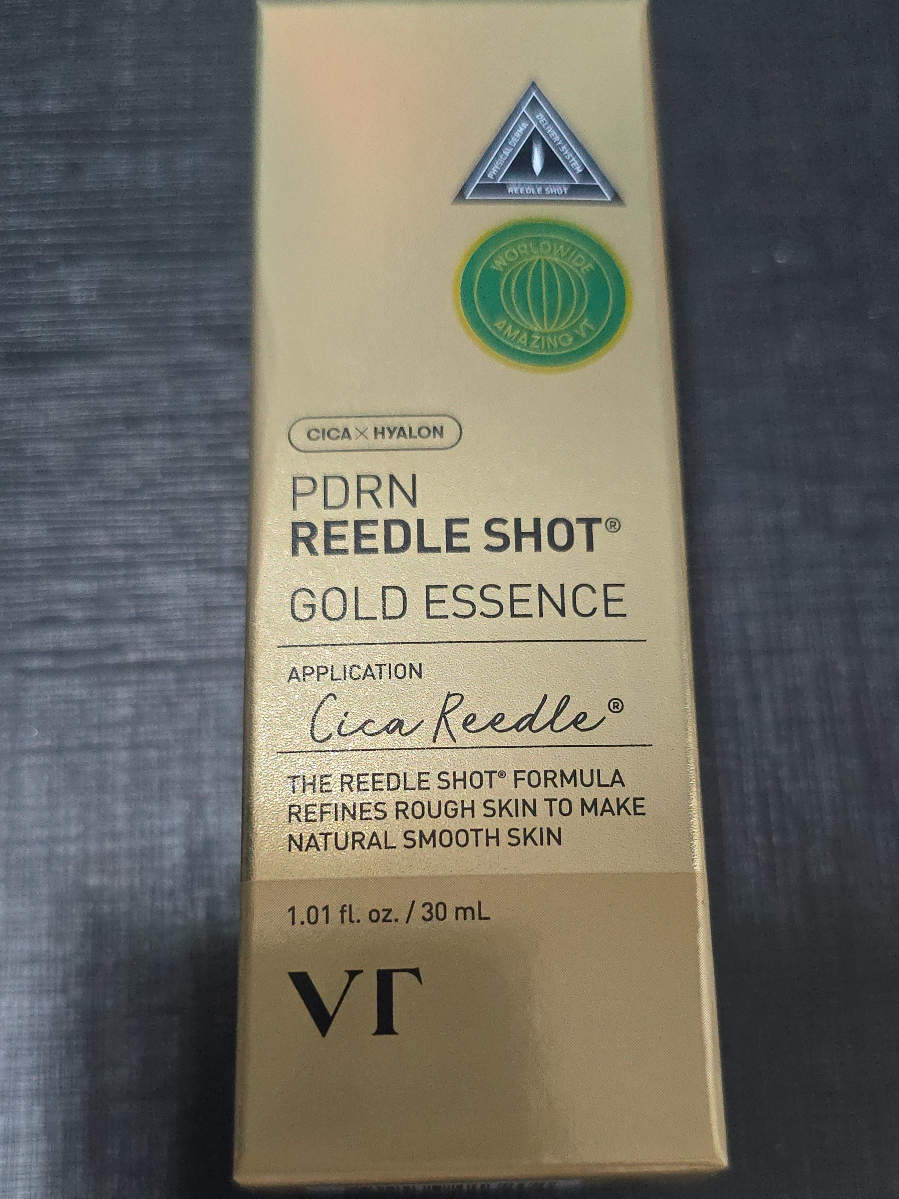 PHYSICAL DERMA
DELIVERY SYSTEM
REEDLE SHOT
WORLDWIDE
AMAZING VT
CICA × HYALON
PDRN
REEDLE SHOT®
GOLD ESSENCE
APPLICATION
Cica Reedle®
THE REEDLE SHOT® FORMULA
REFINES ROUGH SKIN TO MAKE
NATURAL SMOOTH SKIN
1.01 fl. oz. / 30 mL
VT